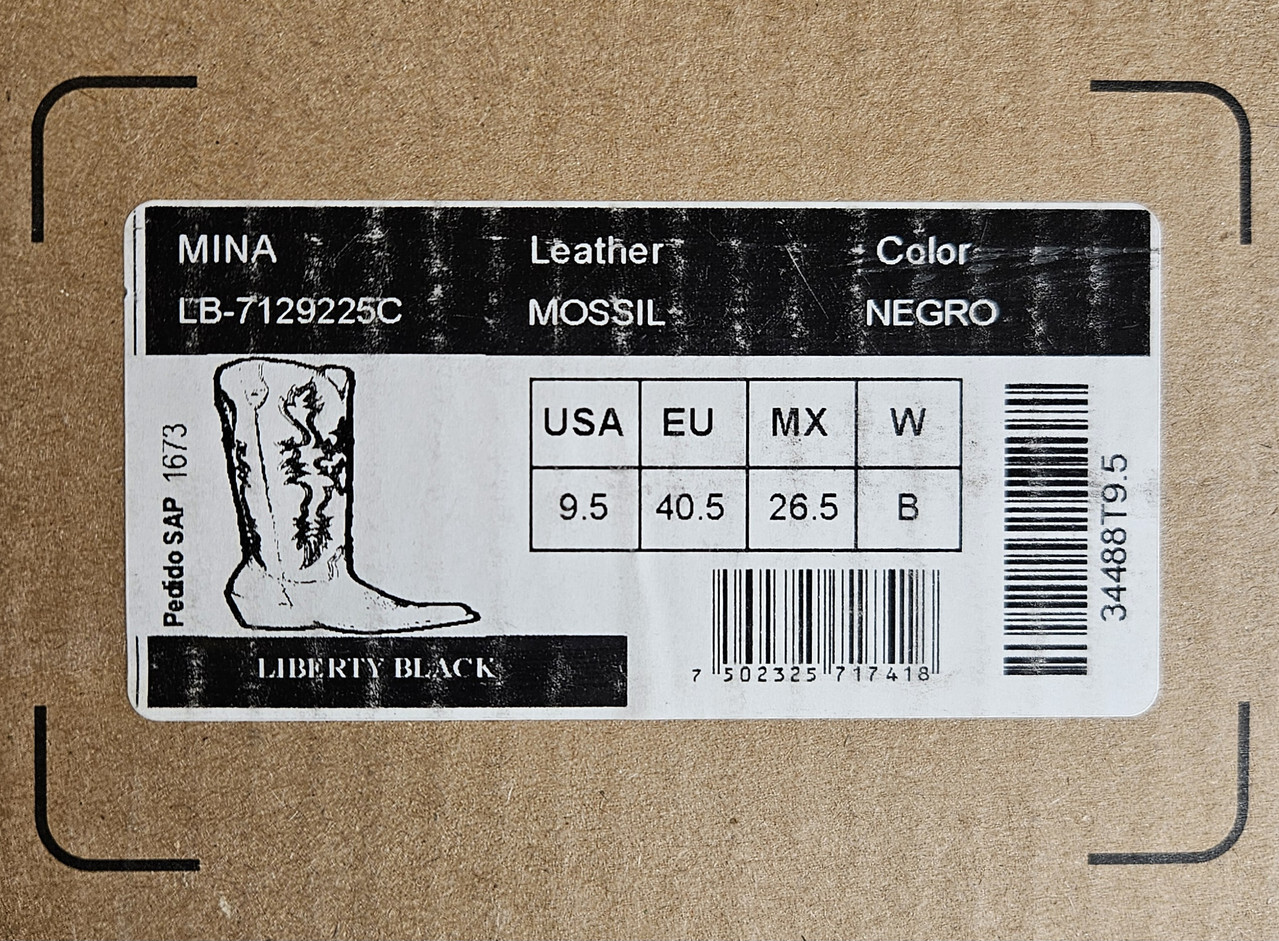 MINA Leather Color
LB-7129225C MOSSIL NEGRO
Pedido SAP 1673
USA EU MX W
9.5 40.5 26.5 B
34488T9.5
LIBERTY BLACK
7 502325 717418